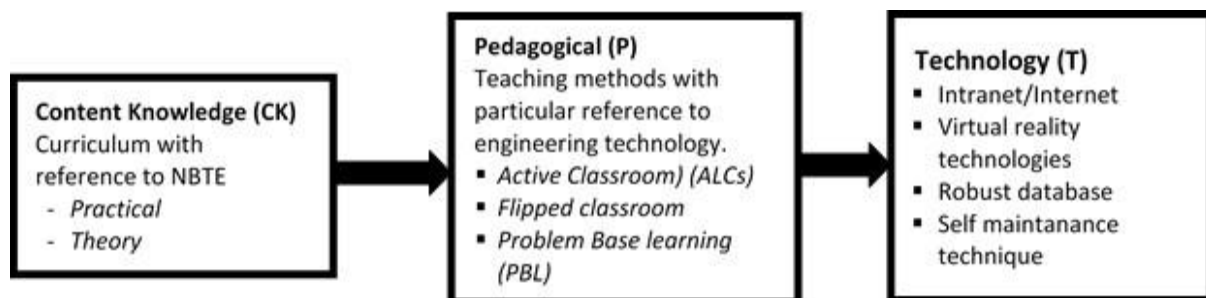 Content Knowledge (CK)
Curriculum with
reference to NBTE
- Practical
- Theory
Pedagogical (P)
Teaching methods with
particular reference to
engineering technology.
▪ Active Classroom) (ALCs)
▪ Flipped classroom
▪ Problem Base learning
(PBL)
Technology (T)
▪ Intranet/Internet
▪ Virtual reality
technologies
▪ Robust database
▪ Self maintanance
technique